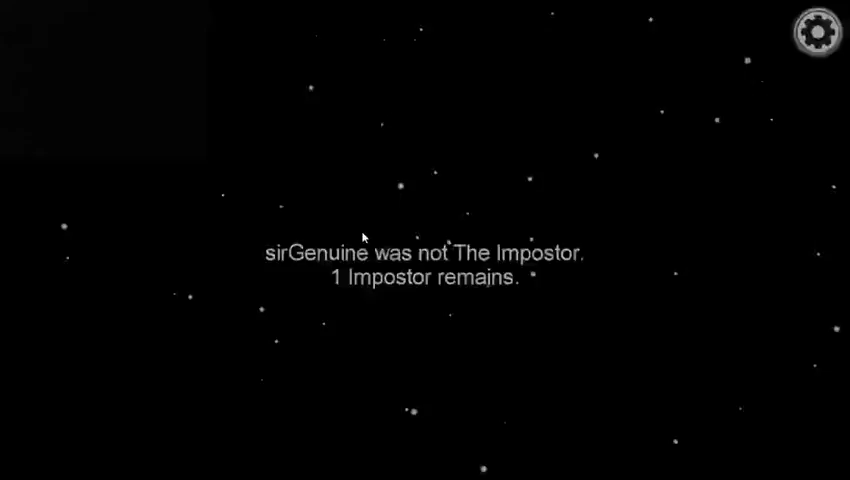 sirGenuine was not The Impostor.
1 Impostor remains.